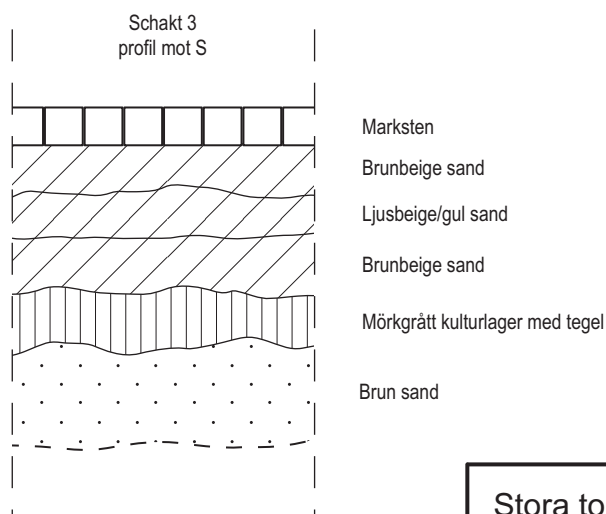 Schakt 3
profil mot S
Marksten
Brunbeige sand
Ljusbeige/gul sand
Brunbeige sand
Mörkgrått kulturlager med tegel
Brun sand
Stora to